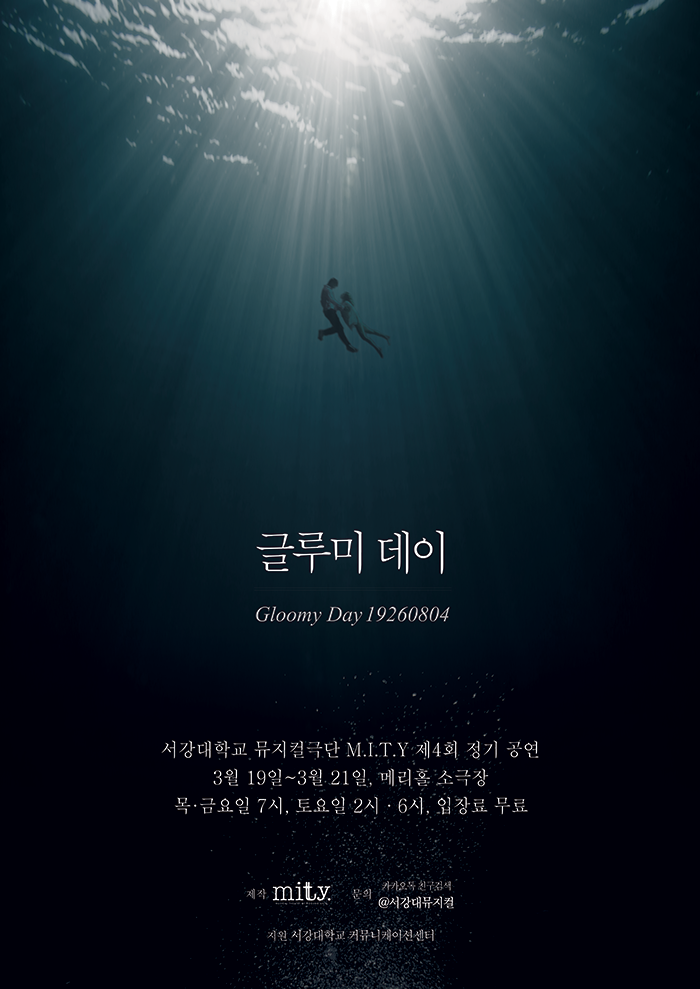 글루미 데이
Gloomy Day 19260804
서강대학교 뮤지컬극단 M.I.T.Y 제4회 정기 공연
3월 19일~3월 21일, 메리홀 소극장
목·금요일 7시, 토요일 2시 · 6시, 입장료 무료
제작 mitty. 문의 카카오톡 친구검색
@서강대뮤지컬
지원 서강대학교 커뮤니케이션센터